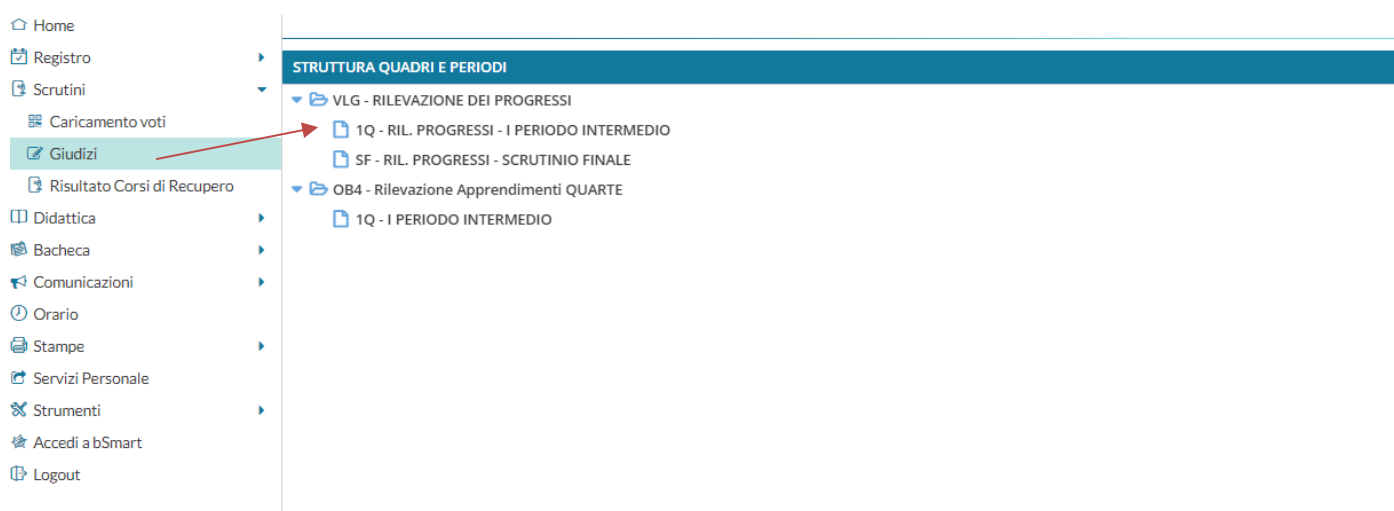 Home
Registro
Scrutini
Caricamento voti
Giudizi
Risultato Corsi di Recupero
Didattica
Bacheca
Comunicazioni
Orario
Stampe
Servizi Personale
Strumenti
Accedi a bSmart
Logout
STRUTTURA QUADRI E PERIODI
VLG - RILEVAZIONE DEI PROGRESSI
1Q - RIL. PROGRESSI - I PERIODO INTERMEDIO
SF - RIL. PROGRESSI - SCRUTINIO FINALE
OB4 - Rilevazione Apprendimenti QUARTE
1Q - I PERIODO INTERMEDIO